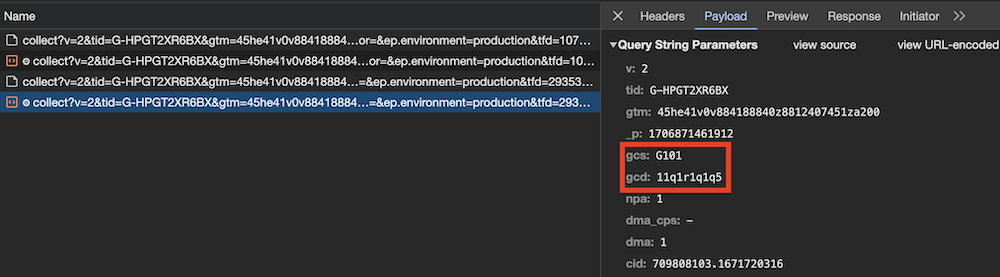 Name
collect?v=2&tid=G-HPGT2XR6BX&gtm=45he41v0v88418884…or=&ep.environment=production&tfd=107…
collect?v=2&tid=G-HPGT2XR6BX&gtm=45he41v0v88418884…or=&ep.environment=production&tfd=10…
collect?v=2&tid=G-HPGT2XR6BX&gtm=45he41v0v88418884…=&ep.environment=production&tfd=29353…
collect?v=2&tid=G-HPGT2XR6BX&gtm=45he41v0v88418884…=&ep.environment=production&tfd=293…
Headers Payload Preview Response Initiator
Query String Parameters view source view URL-encoded
v: 2
tid: G-HPGT2XR6BX
gtm: 45he41v0v884188840z8812407451za200
_p: 1706871461912
gcs: G101
gcd: 11q1r1q1q5
npa: 1
dma_cps: -
dma: 1
cid: 709808103.1671720316